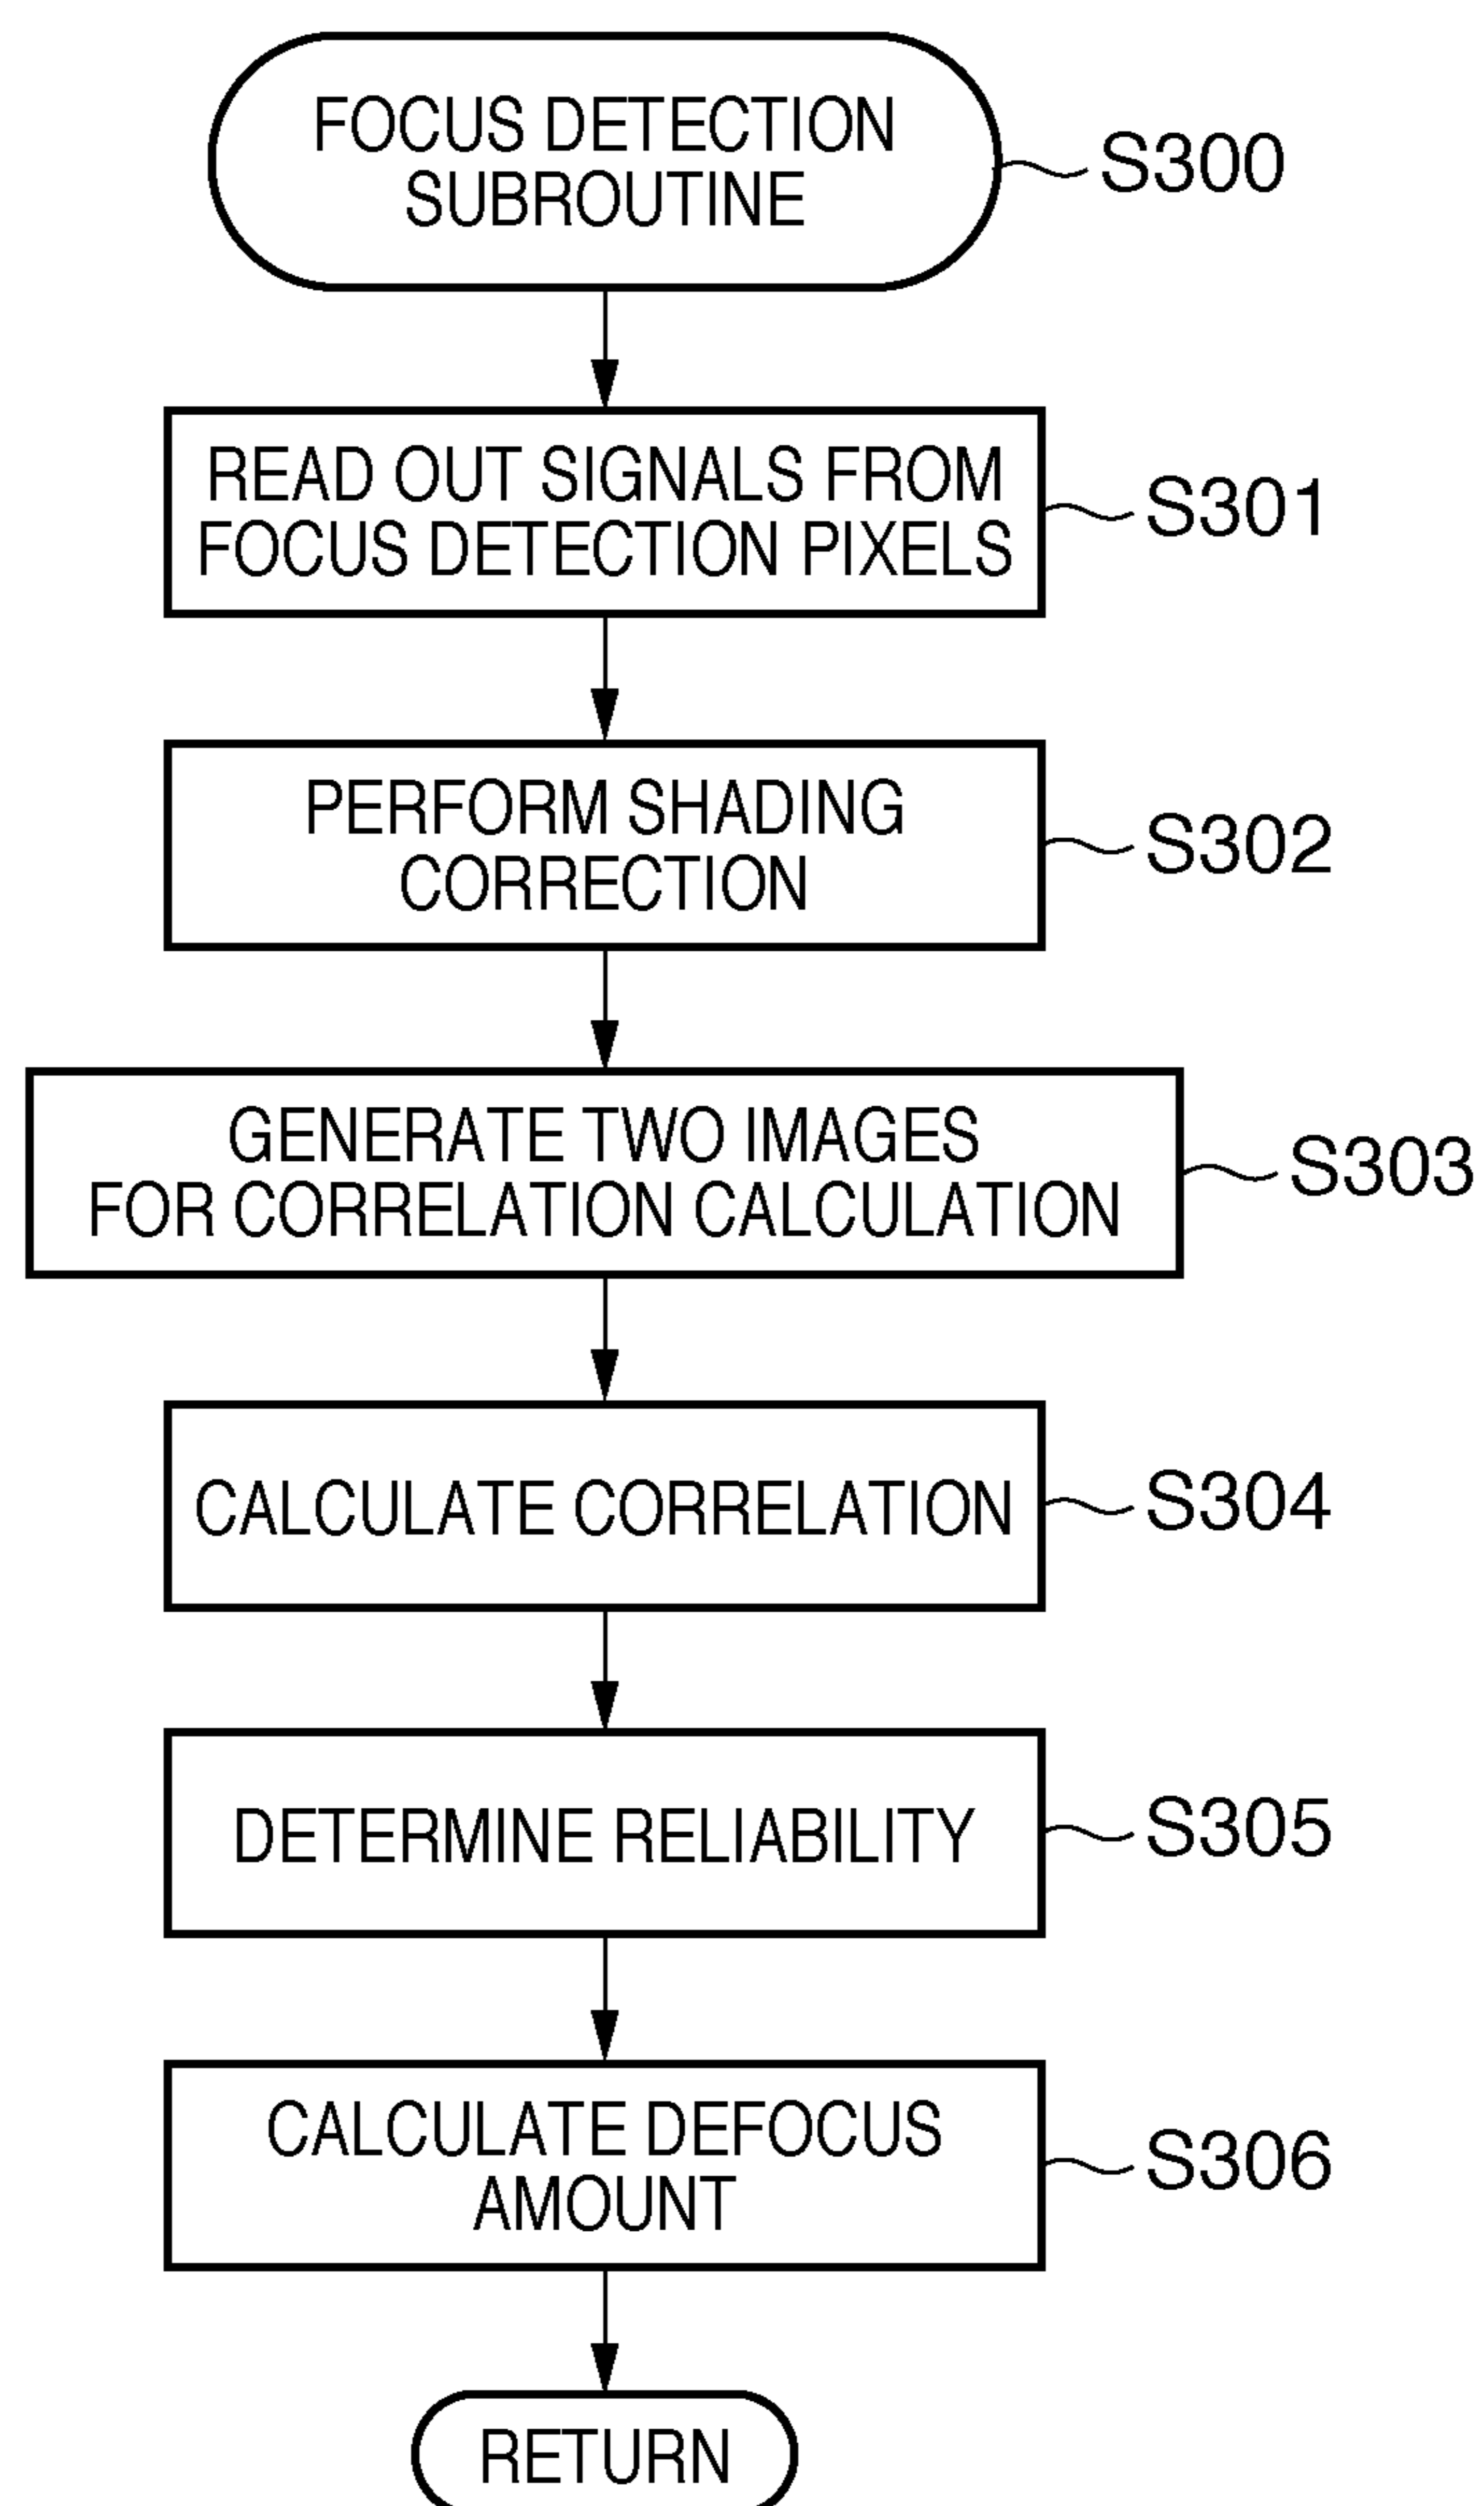 FOCUS DETECTION
SUBROUTINE
S300
READ OUT SIGNALS FROM
FOCUS DETECTION PIXELS
S301
PERFORM SHADING
CORRECTION
S302
GENERATE TWO IMAGES
FOR CORRELATION CALCULATION
S303
CALCULATE CORRELATION
S304
DETERMINE RELIABILITY
S305
CALCULATE DEFOCUS
AMOUNT
S306
RETURN